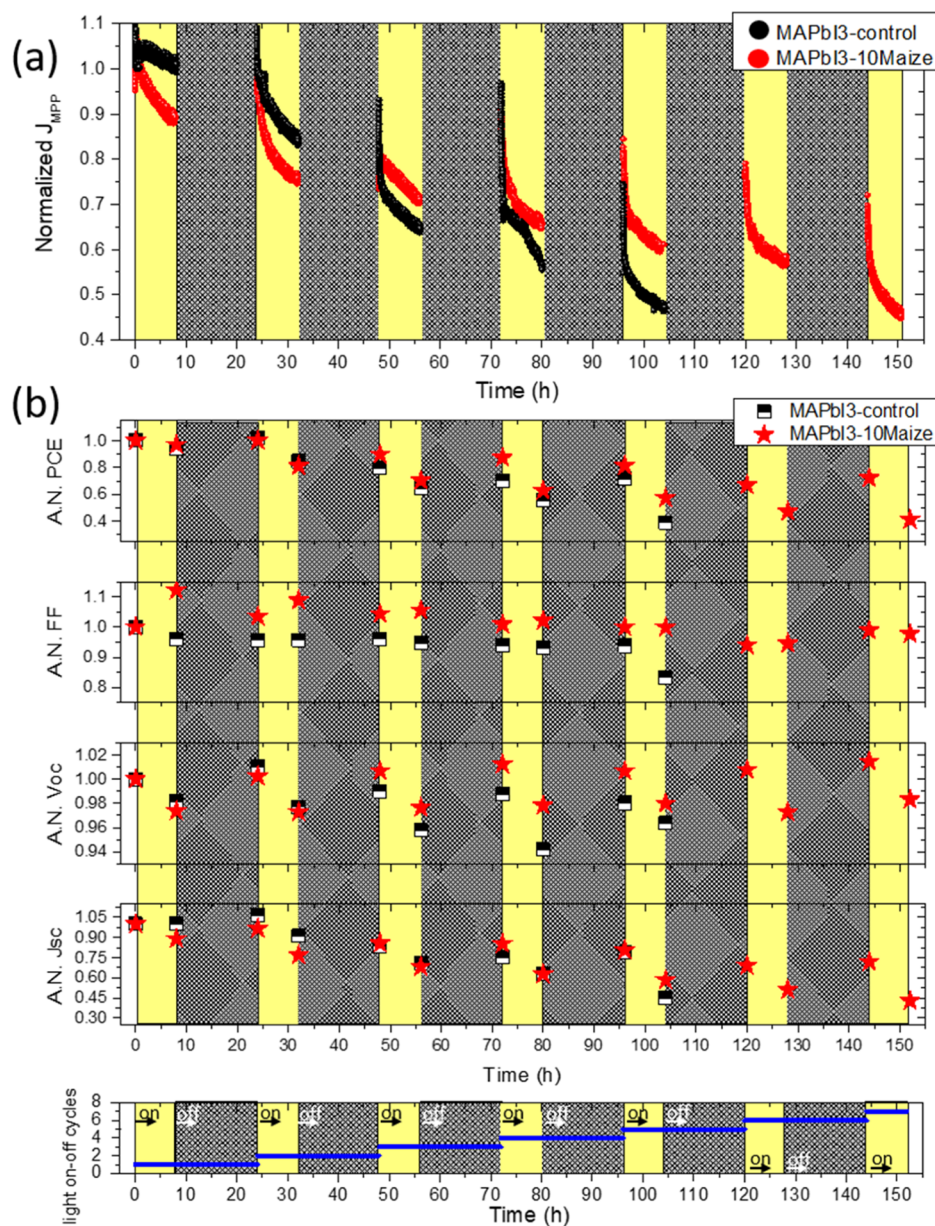 (a)
MAPbI3-control
MAPbI3-10Maize
Normalized J_MPP
1.1
1.0
0.9
0.8
0.7
0.6
0.5
0.4
0 10 20 30 40 50 60 70 80 90 100 110 120 130 140 150
Time (h)
(b)
MAPbI3-control
MAPbI3-10Maize
A.N. PCE
1.0
0.8
0.6
0.4
A.N. FF
1.1
1.0
0.9
0.8
A.N. Voc
1.02
1.00
0.98
0.96
0.94
A.N. Jsc
1.05
0.90
0.75
0.60
0.45
0.30
0 10 20 30 40 50 60 70 80 90 100 110 120 130 140 150
Time (h)
light on-off cycles
8
6
4
2
0
on off on off on off on off on off
on off on
0 10 20 30 40 50 60 70 80 90 100 110 120 130 140 150
Time (h)